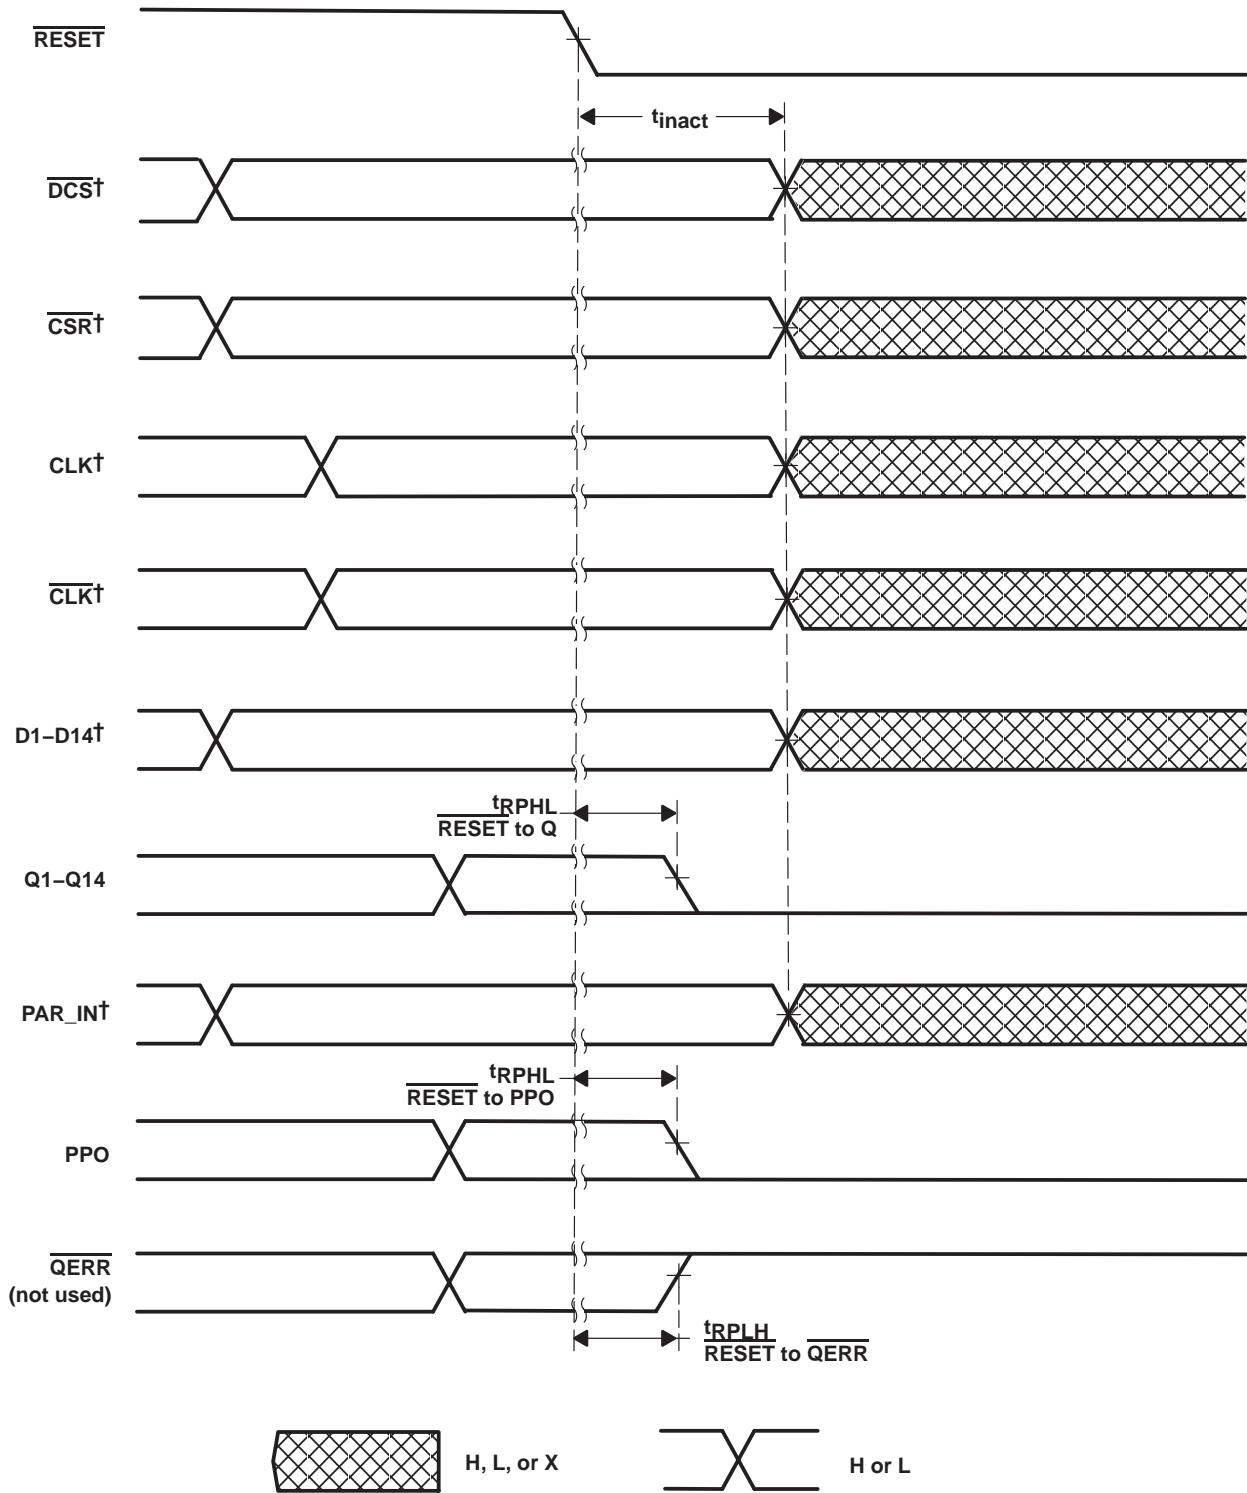 RESET
tinact
DCS†
CSR†
CLK†
CLK†
D1–D14†
tRPHL
RESET to Q
Q1–Q14
PAR_IN†
tRPHL
RESET to PPO
PPO
QERR
(not used)
tRPLH
RESET to QERR
H, L, or X
H or L